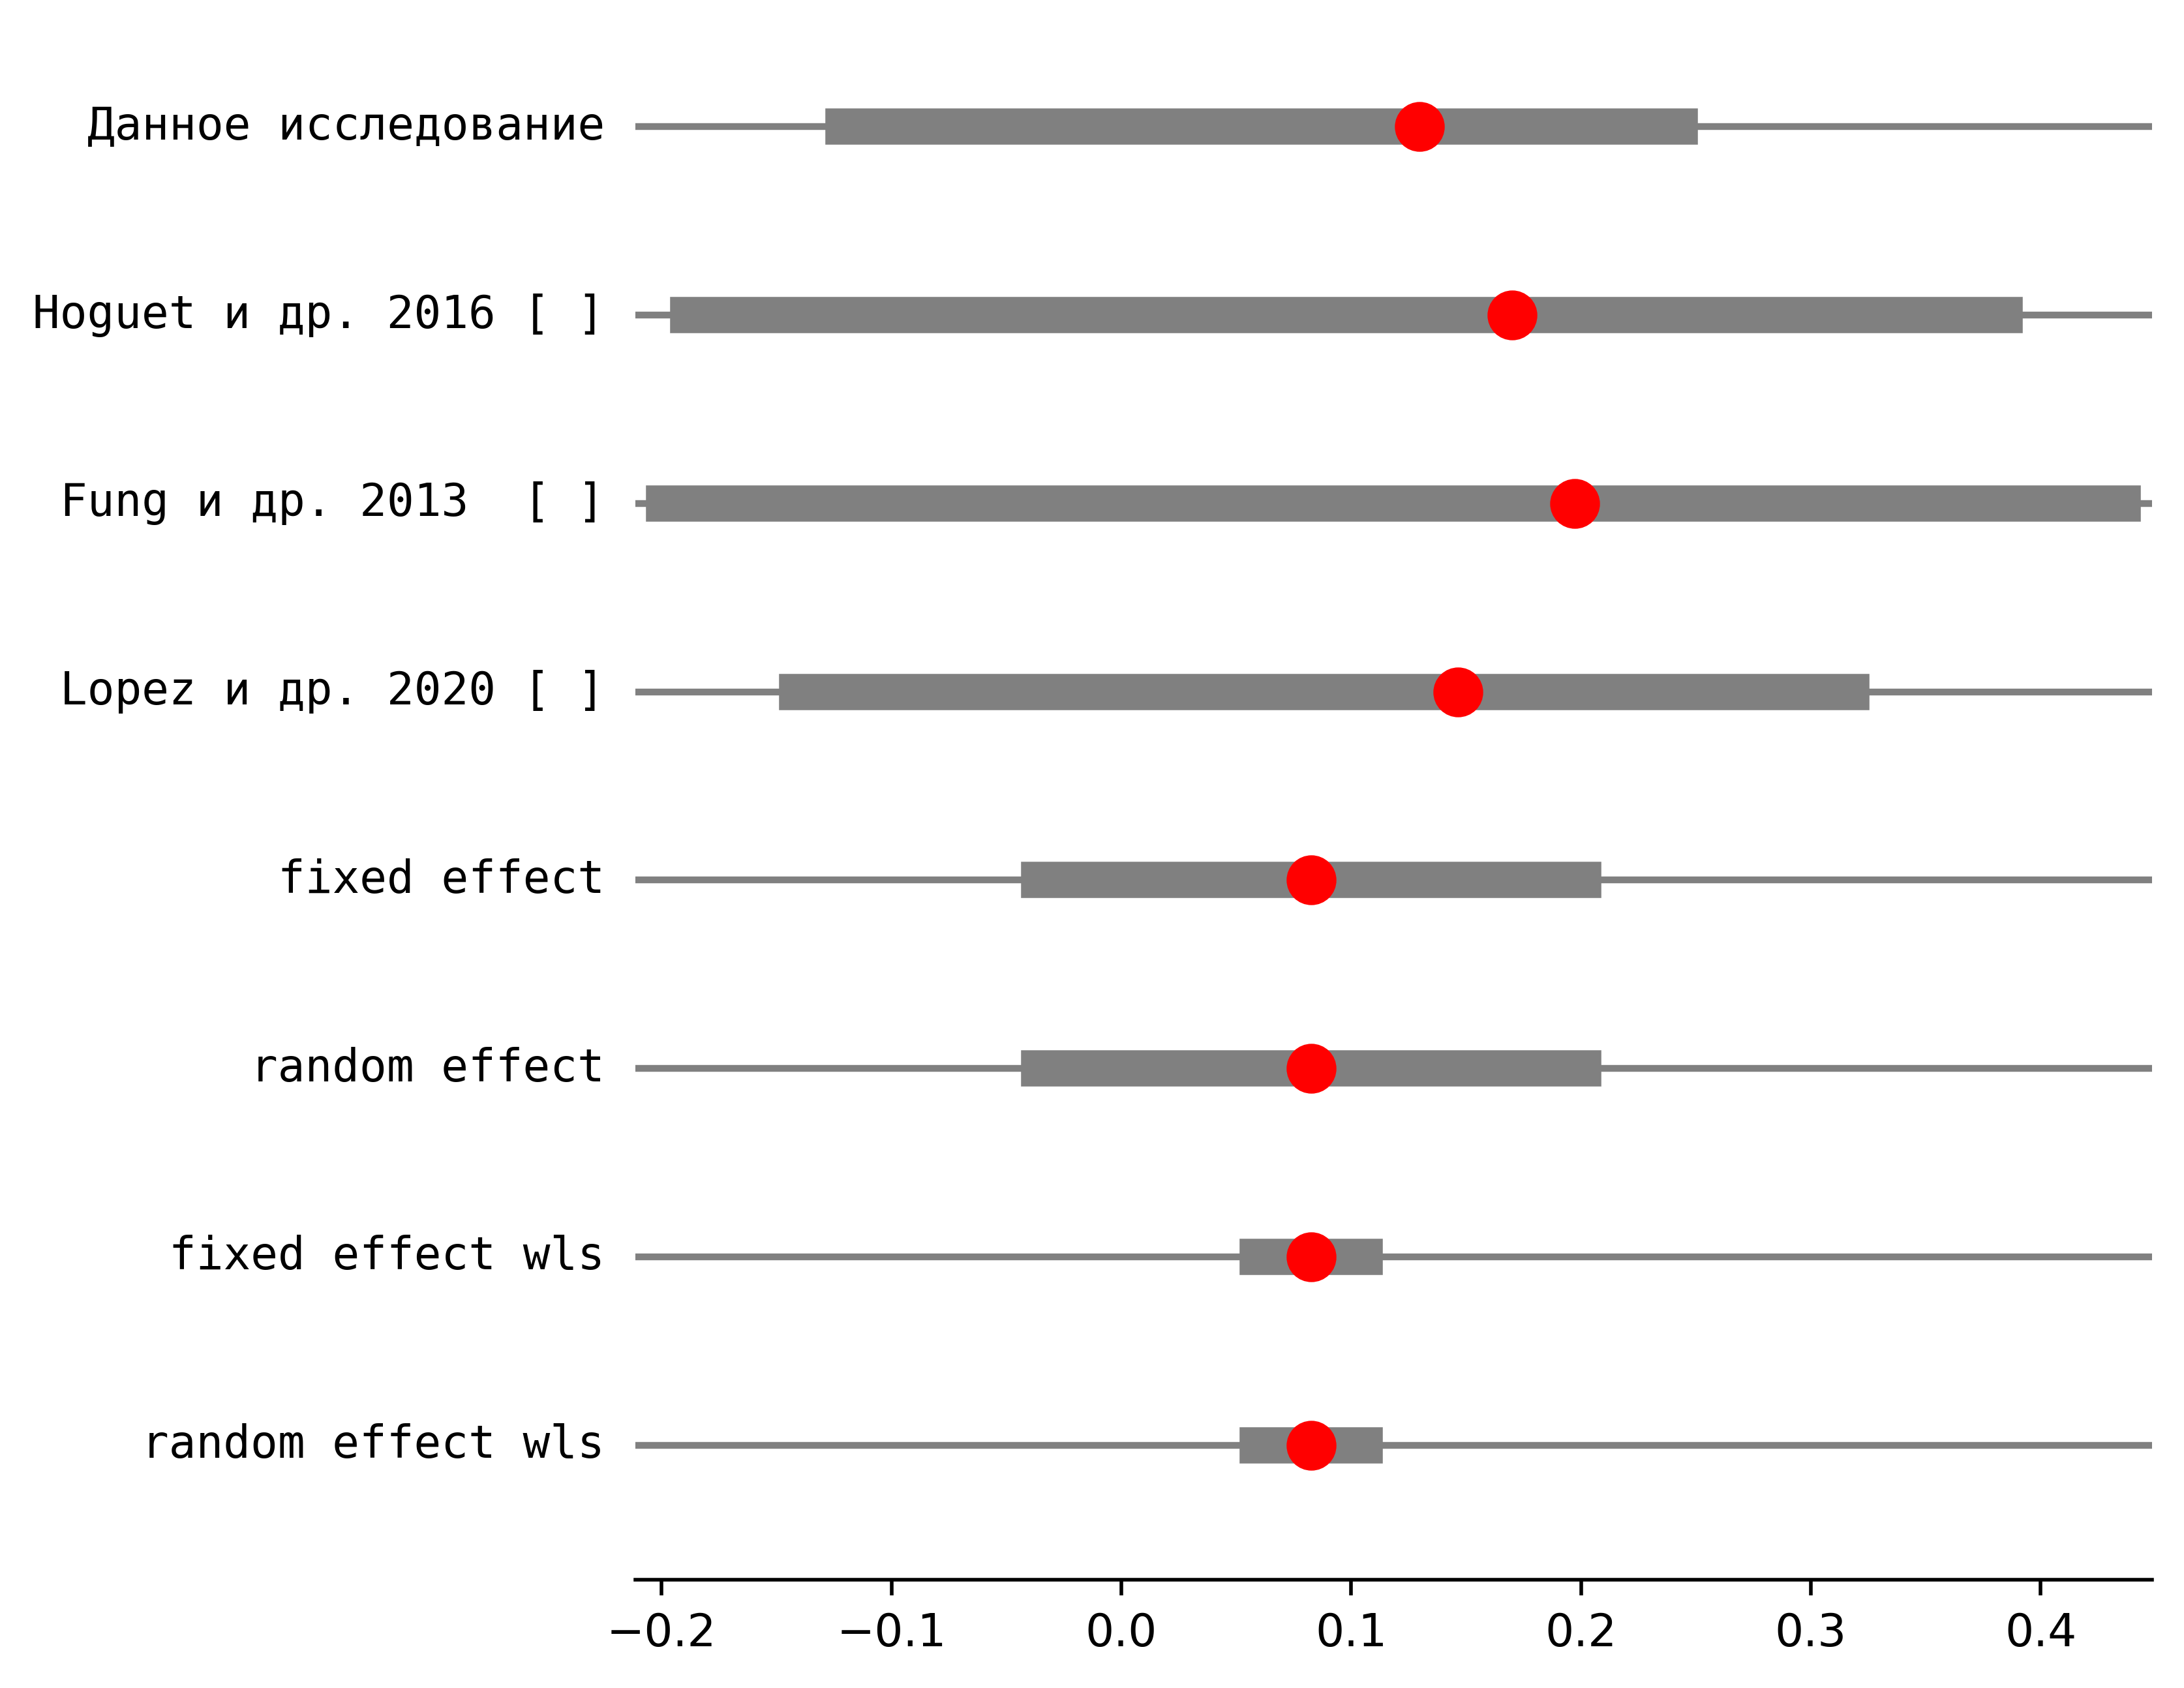 Данное исследование
Hoguet и др. 2016 [ ]
Fung и др. 2013  [ ]
Lopez и др. 2020 [ ]
fixed effect
random effect
fixed effect wls
random effect wls
−0.2 −0.1 0.0 0.1 0.2 0.3 0.4